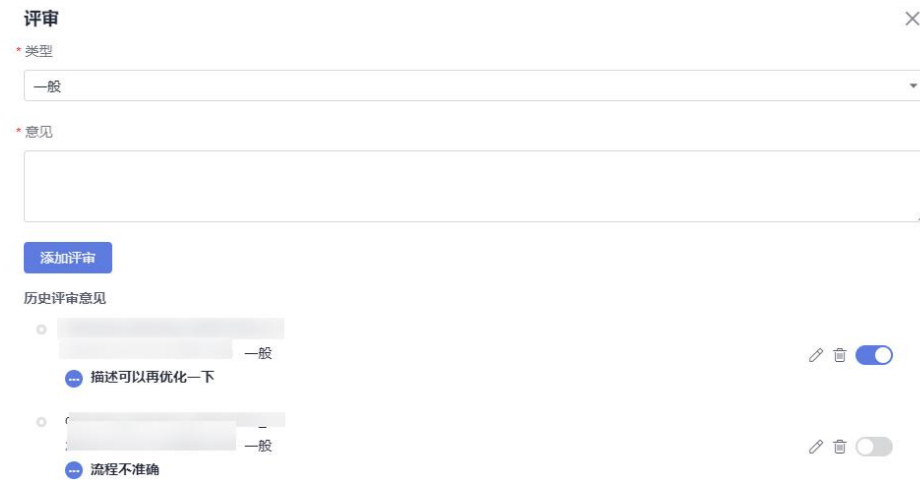 评审
* 类型
一般
* 意见
添加评审
历史评审意见
一般
描述可以再优化一下
一般
流程不准确